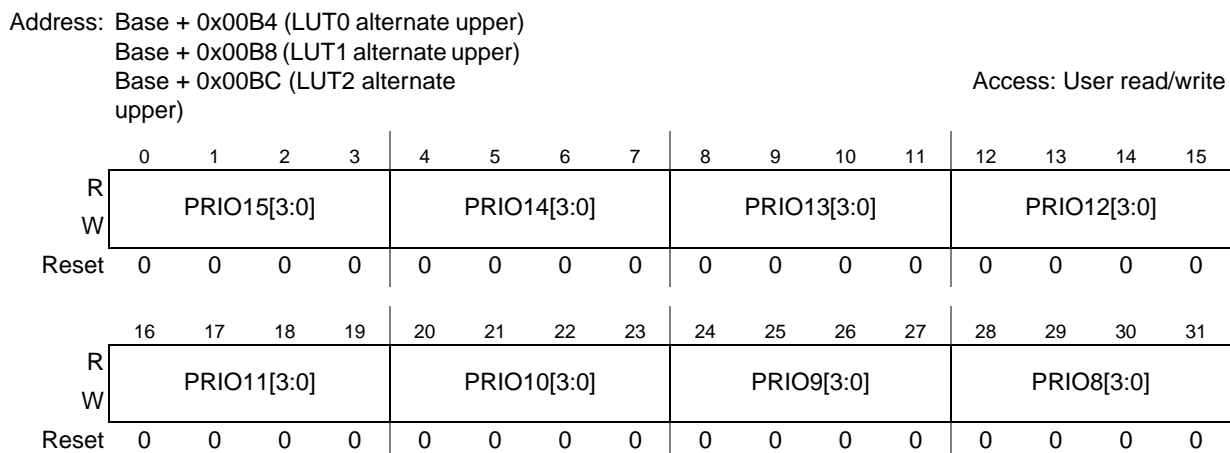 Address: Base + 0x00B4 (LUT0 alternate upper)
Base + 0x00B8 (LUT1 alternate upper)
Base + 0x00BC (LUT2 alternate
upper)
Access: User read/write
0 1 2 3 4 5 6 7 8 9 10 11 12 13 14 15
R
W
PRIO15[3:0] PRIO14[3:0] PRIO13[3:0] PRIO12[3:0]
Reset 0 0 0 0 0 0 0 0 0 0 0 0 0 0 0 0
16 17 18 19 20 21 22 23 24 25 26 27 28 29 30 31
R
W
PRIO11[3:0] PRIO10[3:0] PRIO9[3:0] PRIO8[3:0]
Reset 0 0 0 0 0 0 0 0 0 0 0 0 0 0 0 0